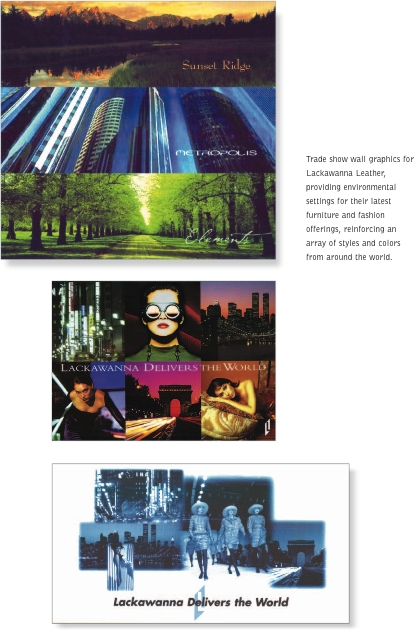 Sunset Ridge
METROPOLIS
Elements
Trade show wall graphics for
Lackawanna Leather,
providing environmental
settings for their latest
furniture and fashion
offerings, reinforcing an
array of styles and colors
from around the world.
LACKAWANNA DELIVERS THE WORLD
Lackawanna Delivers the World